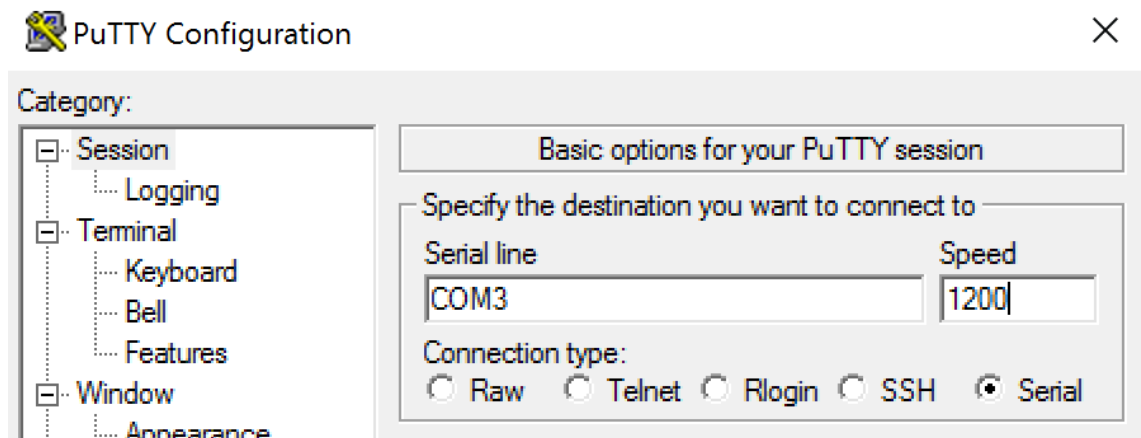 PuTTY Configuration
Category:
Session
Logging
Terminal
Keyboard
Bell
Features
Window
Appearance
Basic options for your PuTTY session
Specify the destination you want to connect to
Serial line Speed
COM3 1200
Connection type:
Raw Telnet Rlogin SSH Serial